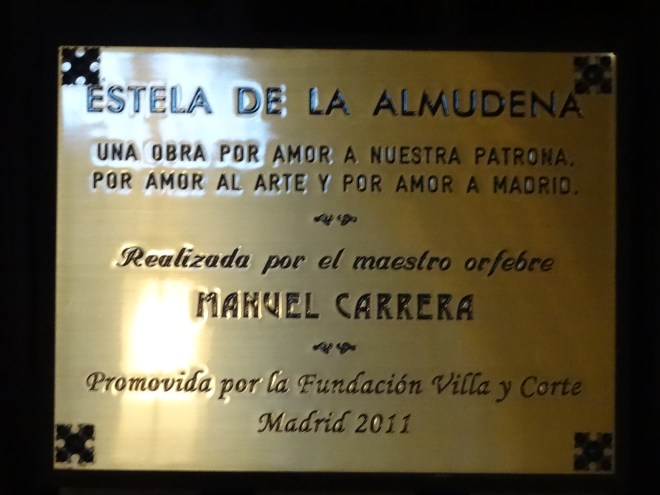 ESTELA DE LA ALMUDENA
UNA OBRA POR AMOR A NUESTRA PATRONA.
POR AMOR AL ARTE Y POR AMOR A MADRID.
Realizada por el maestro orfebre
MANUEL CARRERA
Promovida por la Fundación Villa y Corte
Madrid 2011